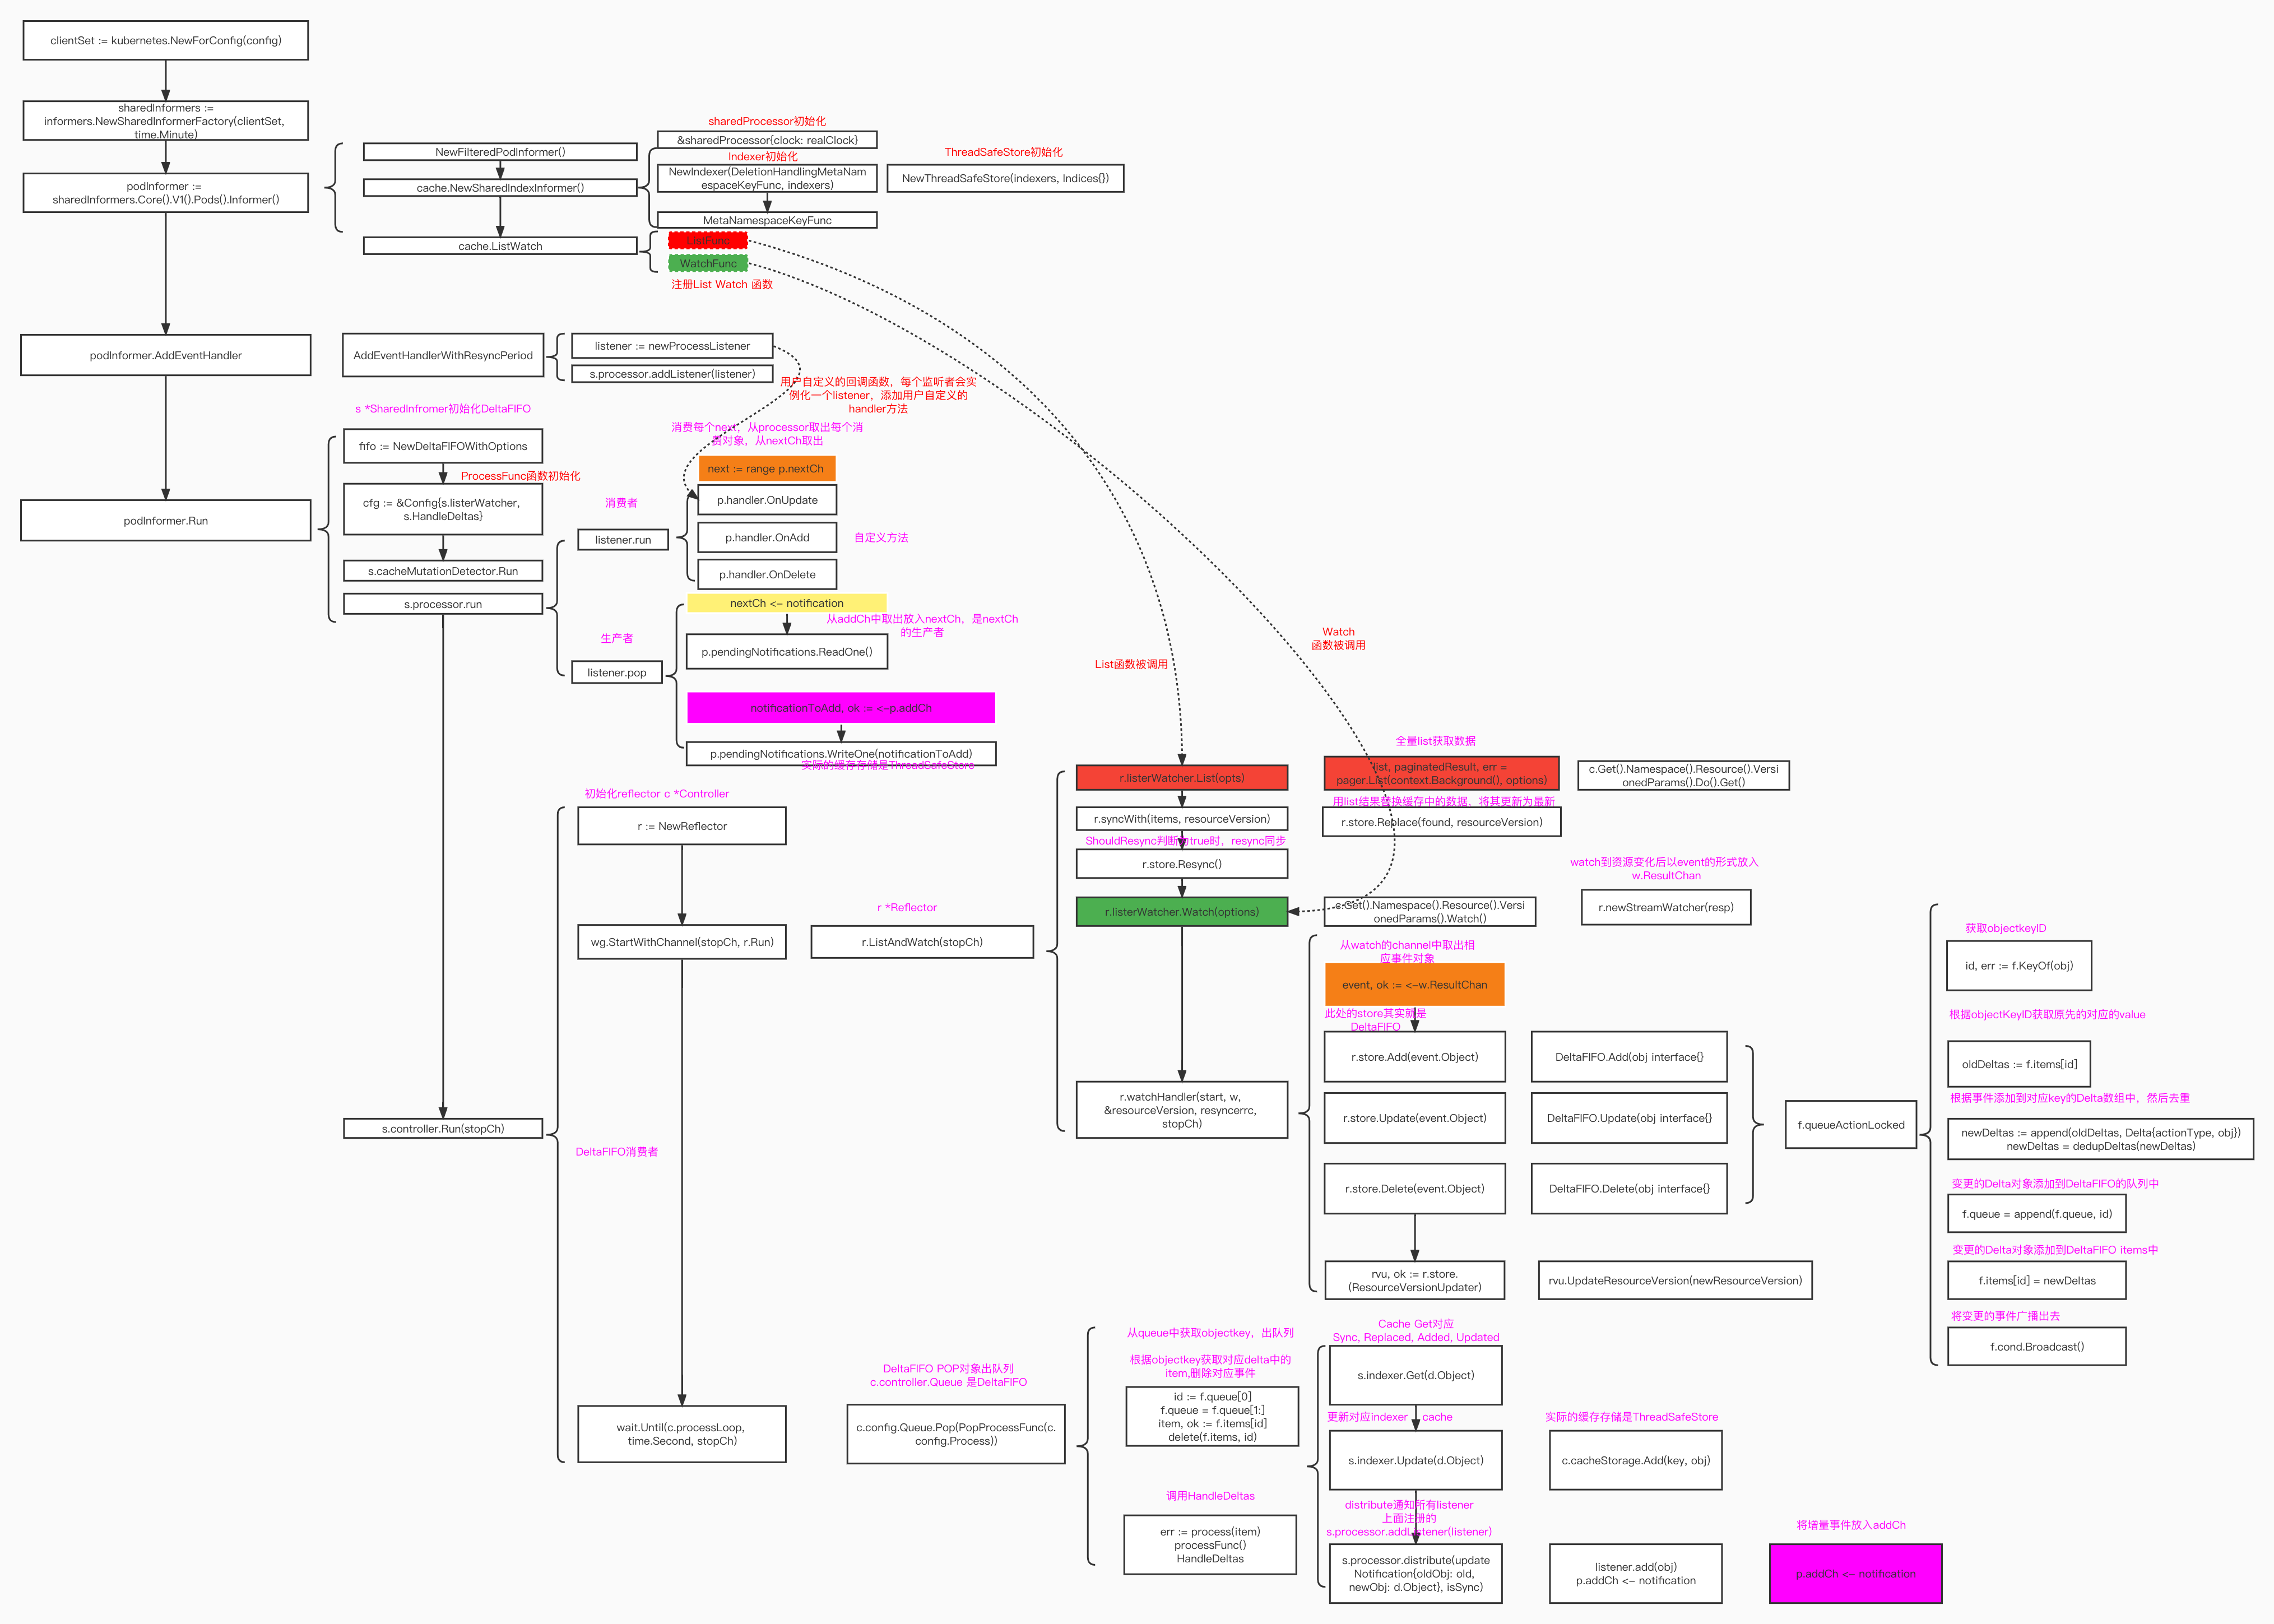 clientSet := kubernetes.NewForConfig(config)
sharedInformers :=
informers.NewSharedInformerFactory(clientSet,
time.Minute)
podInformer :=
sharedInformers.Core().V1().Pods().Informer()
NewFilteredPodInformer()
cache.NewSharedIndexInformer()
cache.ListWatch
sharedProcessor初始化
&sharedProcessor{clock: realClock}
Indexer初始化
NewIndexer(DeletionHandlingMetaNam
espaceKeyFunc, indexers)
MetaNamespaceKeyFunc
ThreadSafeStore初始化
NewThreadSafeStore(indexers, Indices{})
ListFunc
WatchFunc
注册List Watch 函数
podInformer.AddEventHandler
AddEventHandlerWithResyncPeriod
listener := newProcessListener
s.processor.addListener(listener)
用户自定义的回调函数，每个监听者会实
例化一个listener，添加用户自定义的
handler方法
s *SharedInfromer初始化DeltaFIFO
fifo := NewDeltaFIFOWithOptions
ProcessFunc函数初始化
cfg := &Config{s.listerWatcher,
s.HandleDeltas}
podInformer.Run
s.cacheMutationDetector.Run
s.processor.run
消费每个next，从processor取出每个消
费对象，从nextCh取出
next := range p.nextCh
消费者
listener.run
p.handler.OnUpdate
p.handler.OnAdd
自定义方法
p.handler.OnDelete
nextCh <- notification
从addCh中取出放入nextCh，是nextCh
的生产者
生产者
p.pendingNotifications.ReadOne()
listener.pop
notificationToAdd, ok := <-p.addCh
p.pendingNotifications.WriteOne(notificationToAdd)
实际的缓存存储是ThreadSafeStore
List函数被调用
Watch
函数被调用
初始化reflector c *Controller
r := NewReflector
wg.StartWithChannel(stopCh, r.Run)
r *Reflector
r.ListAndWatch(stopCh)
r.listerWatcher.List(opts)
全量list获取数据
list, paginatedResult, err =
pager.List(context.Background(), options)
c.Get().Namespace().Resource().Versi
onedParams().Do().Get()
r.syncWith(items, resourceVersion)
用list结果替换缓存中的数据，将其更新为最新
r.store.Replace(found, resourceVersion)
ShouldResync判断为true时，resync同步
r.store.Resync()
r.listerWatcher.Watch(options)
c.Get().Namespace().Resource().Versi
onedParams().Watch()
watch到资源变化后以event的形式放入
w.ResultChan
r.newStreamWatcher(resp)
从watch的channel中取出相
应事件对象
event, ok := <-w.ResultChan
此处的store其实就是
DeltaFIFO
r.store.Add(event.Object)
DeltaFIFO.Add(obj interface{}
r.watchHandler(start, w,
&resourceVersion, resyncerrc,
stopCh)
r.store.Update(event.Object)
DeltaFIFO.Update(obj interface{}
r.store.Delete(event.Object)
DeltaFIFO.Delete(obj interface{}
rvu, ok := r.store.
(ResourceVersionUpdater)
rvu.UpdateResourceVersion(newResourceVersion)
f.queueActionLocked
获取objectkeyID
id, err := f.KeyOf(obj)
根据objectKeyID获取原先的对应的value
oldDeltas := f.items[id]
根据事件添加到对应key的Delta数组中，然后去重
newDeltas := append(oldDeltas, Delta{actionType, obj})
newDeltas = dedupDeltas(newDeltas)
变更的Delta对象添加到DeltaFIFO的队列中
f.queue = append(f.queue, id)
变更的Delta对象添加到DeltaFIFO items中
f.items[id] = newDeltas
将变更的事件广播出去
f.cond.Broadcast()
s.controller.Run(stopCh)
DeltaFIFO消费者
wait.Until(c.processLoop,
time.Second, stopCh)
DeltaFIFO POP对象出队列
c.controller.Queue 是DeltaFIFO
c.config.Queue.Pop(PopProcessFunc(c.
config.Process))
从queue中获取objectkey，出队列
根据objectkey获取对应delta中的
item,删除对应事件
id := f.queue[0]
f.queue = f.queue[1:]
item, ok := f.items[id]
delete(f.items, id)
调用HandleDeltas
err := process(item)
processFunc()
HandleDeltas
Cache Get对应
Sync, Replaced, Added, Updated
s.indexer.Get(d.Object)
更新对应indexer cache
s.indexer.Update(d.Object)
实际的缓存存储是ThreadSafeStore
c.cacheStorage.Add(key, obj)
distribute通知所有listener
上面注册的
s.processor.addListener(listener)
s.processor.distribute(update
Notification{oldObj: old,
newObj: d.Object}, isSync)
listener.add(obj)
p.addCh <- notification
将增量事件放入addCh
p.addCh <- notification